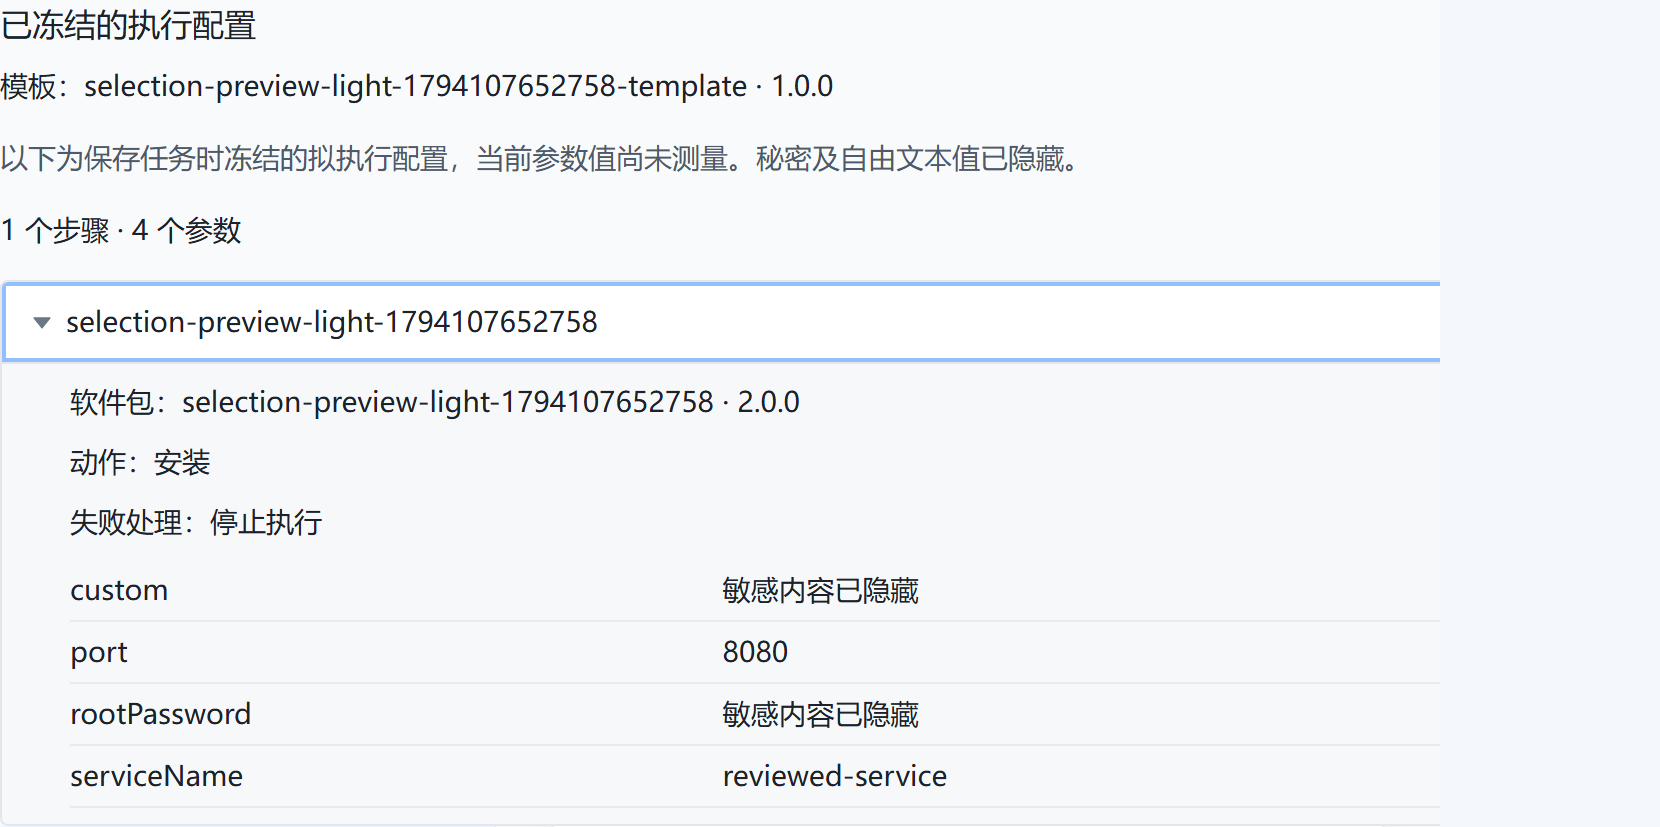 已冻结的执行配置
模板：selection-preview-light-1794107652758-template · 1.0.0
以下为保存任务时冻结的拟执行配置，当前参数值尚未测量。秘密及自由文本值已隐藏。
1 个步骤 · 4 个参数
selection-preview-light-1794107652758
软件包：selection-preview-light-1794107652758 · 2.0.0
动作：安装
失败处理：停止执行
custom 敏感内容已隐藏
port 8080
rootPassword 敏感内容已隐藏
serviceName reviewed-service